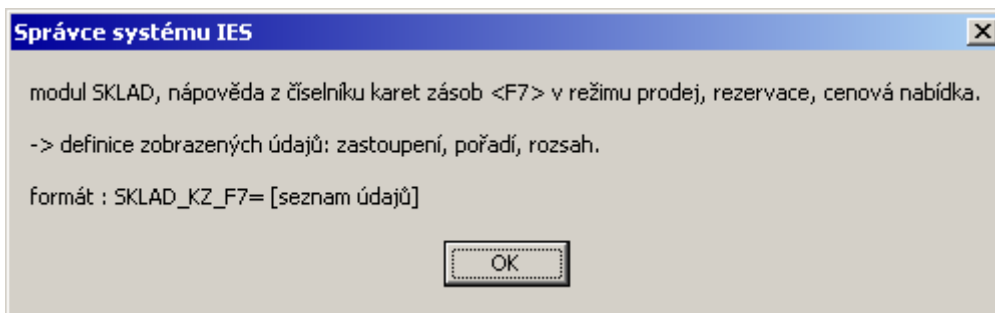 Správce systému IES
modul SKLAD, nápověda z číselníku karet zásob <F7> v režimu prodej, rezervace, cenová nabídka.
-> definice zobrazených údajů: zastoupení, pořadí, rozsah.
formát : SKLAD_KZ_F7= [seznam údajů]
OK